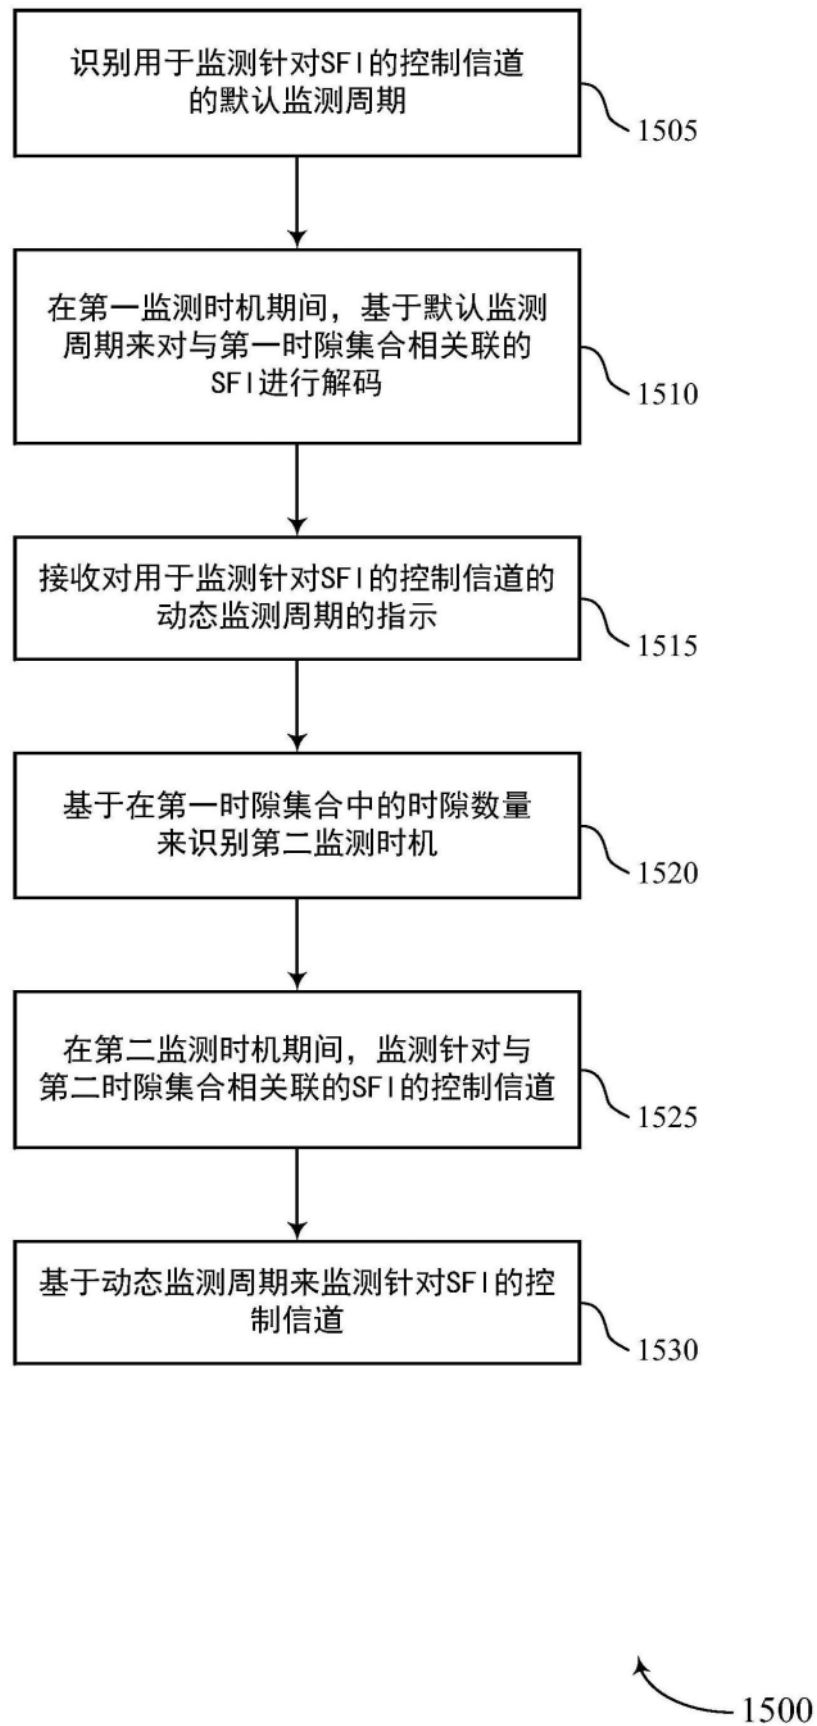 识别用于监测针对SFI的控制信道
的默认监测周期
1505
在第一监测时机期间，基于默认监测
周期来对与第一时隙集合相关联的
SFI进行解码
1510
接收对用于监测针对SFI的控制信道的
动态监测周期的指示
1515
基于在第一时隙集合中的时隙数量
来识别第二监测时机
1520
在第二监测时机期间，监测针对与
第二时隙集合相关联的SFI的控制信道
1525
基于动态监测周期来监测针对SFI的控
制信道
1530
1500